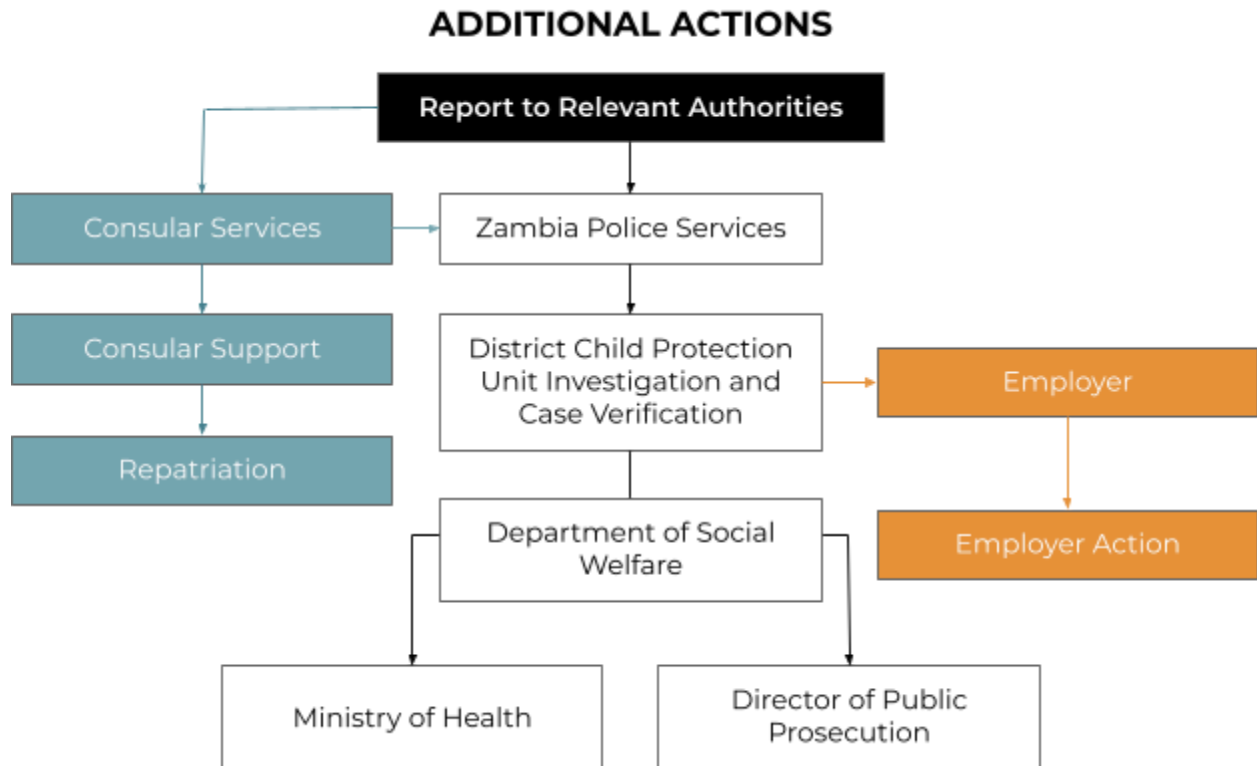 ADDITIONAL ACTIONS
Report to Relevant Authorities
Consular Services
Zambia Police Services
Consular Support
District Child Protection
Unit Investigation and
Case Verification
Employer
Repatriation
Department of Social
Welfare
Employer Action
Ministry of Health
Director of Public
Prosecution